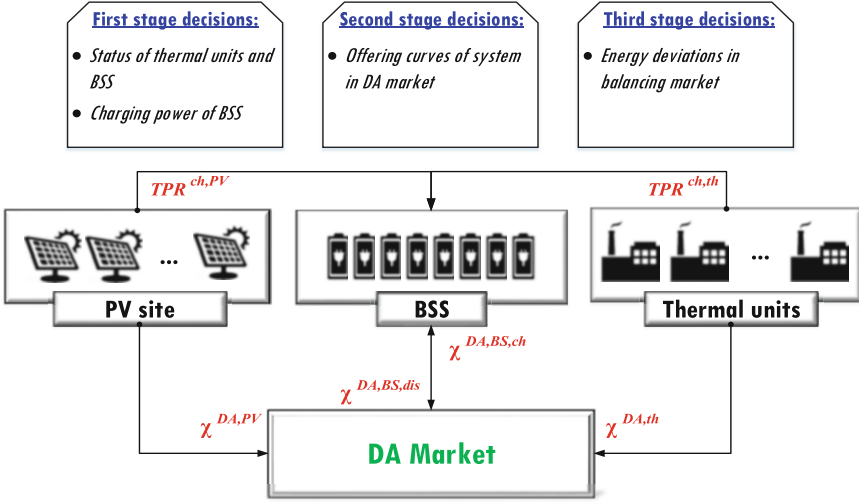 First stage decisions:
• Status of thermal units and
BSS
• Charging power of BSS
Second stage decisions:
• Offering curves of system
in DA market
Third stage decisions:
• Energy deviations in
balancing market
TPR ch,PV
TPR ch,th
...
...
PV site
BSS
Thermal units
χ DA,BS,ch
χ DA,BS,dis
χ DA,PV
χ DA,th
DA Market